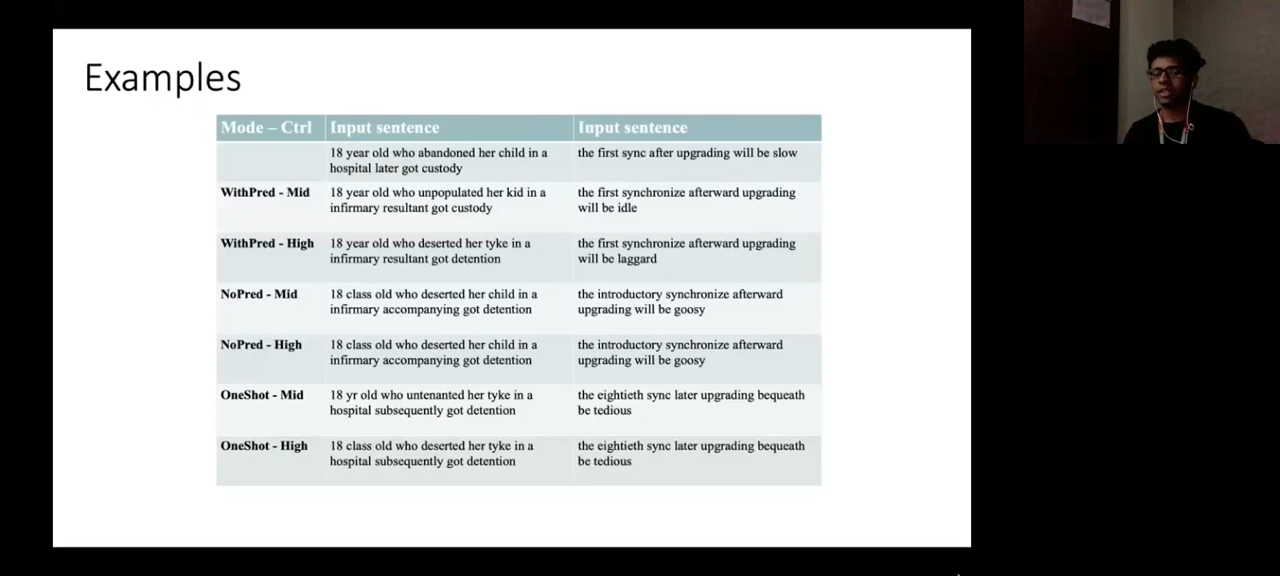 Examples
Mode – Ctrl
Input sentence
Input sentence
18 year old who abandoned her child in a
hospital later got custody
the first sync after upgrading will be slow
WithPred - Mid
18 year old who unpopulated her kid in a
infirmary resultant got custody
the first synchronize afterward upgrading
will be idle
WithPred - High
18 year old who deserted her tyke in a
infirmary resultant got detention
the first synchronize afterward upgrading
will be laggard
NoPred - Mid
18 class old who deserted her child in a
infirmary accompanying got detention
the introductory synchronize afterward
upgrading will be goosy
NoPred - High
18 class old who deserted her child in a
infirmary accompanying got detention
the introductory synchronize afterward
upgrading will be goosy
OneShot - Mid
18 yr old who untenanted her tyke in a
hospital subsequently got detention
the eightieth sync later upgrading bequeath
be tedious
OneShot - High
18 class old who deserted her tyke in a
hospital subsequently got detention
the eightieth sync later upgrading bequeath
be tedious